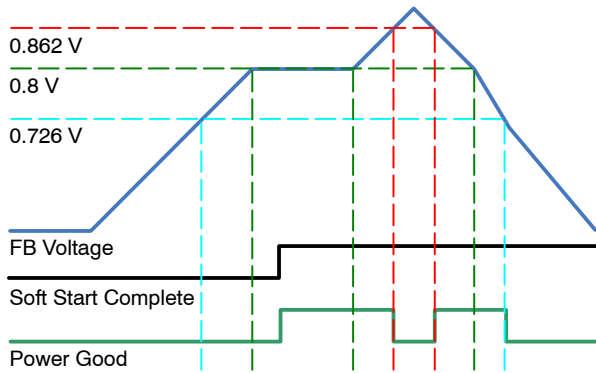 0.862 V
0.8 V
0.726 V
FB Voltage
Soft Start Complete
Power Good